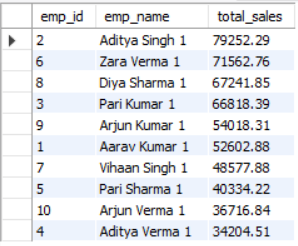 emp_id emp_name total_sales
2 Aditya Singh 1 79252.29
6 Zara Verma 1 71562.76
8 Diya Sharma 1 67241.85
3 Pari Kumar 1 66818.39
9 Arjun Kumar 1 54018.31
1 Aarav Kumar 1 52602.88
7 Vihaan Singh 1 48577.88
5 Pari Sharma 1 40334.22
10 Arjun Verma 1 36716.84
4 Aditya Verma 1 34204.51